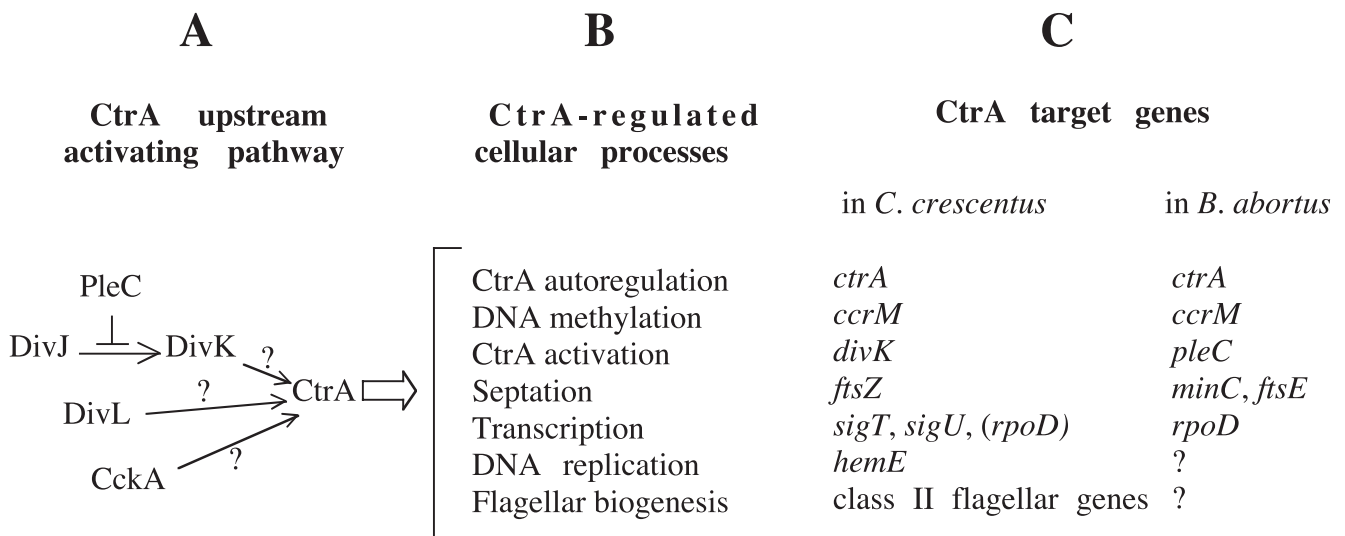 A
B
C
CtrA upstream
activating pathway
CtrA-regulated
cellular processes
CtrA target genes
in C. crescentus
in B. abortus
PleC
DivJ
DivK
?
CtrA
?
DivL
?
CckA
CtrA autoregulation ctrA ctrA
DNA methylation ccrM ccrM
CtrA activation divK pleC
Septation ftsZ minC, ftsE
Transcription sigT, sigU, (rpoD) rpoD
DNA replication hemE ?
Flagellar biogenesis class II flagellar genes ?